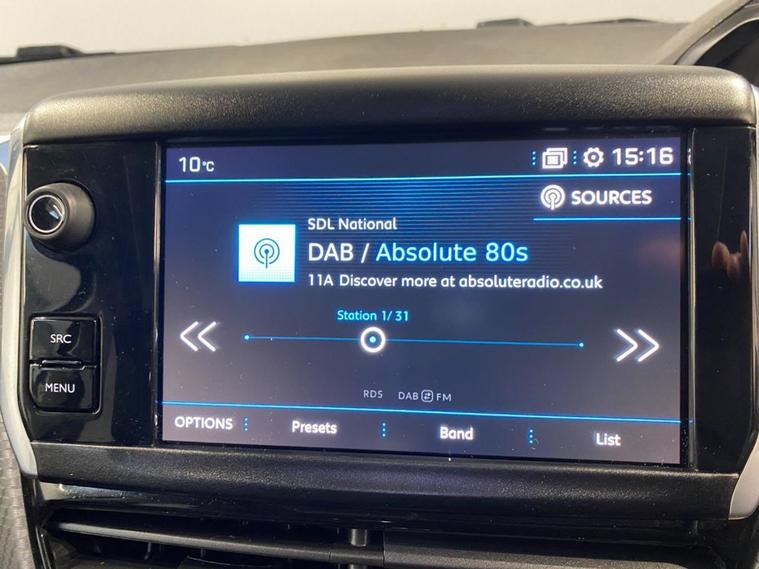 10°C 15:16
SOURCES
SDL National
DAB / Absolute 80s
11A Discover more at absoluteradio.co.uk
Station 1/31
SRC
MENU
RDS DAB FM
OPTIONS Presets Band List